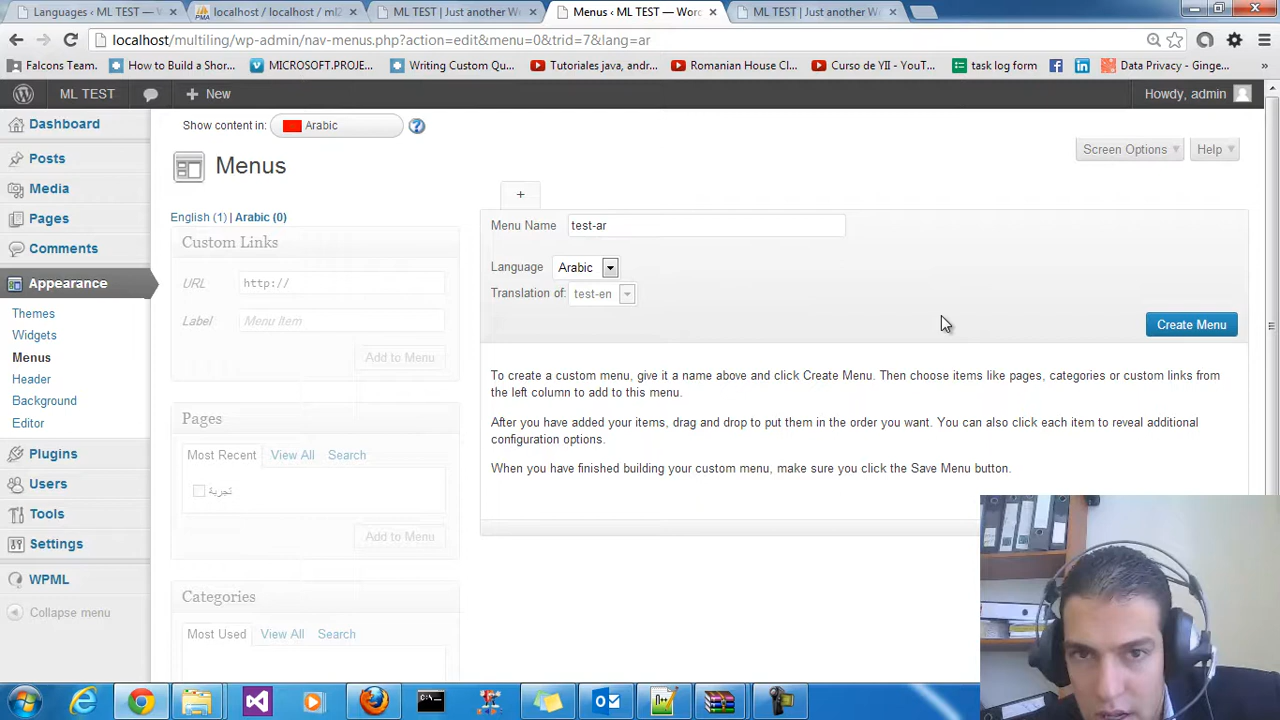 Languages ‹ ML TEST — W
localhost / localhost / ml2
ML TEST | Just another W
Menus ‹ ML TEST — Wor
ML TEST | Just another W
localhost/multiling/wp-admin/nav-menus.php?action=edit&menu=0&trid=7&lang=ar
Falcons Team.
How to Build a Shor...
MICROSOFT.PROJE...
Writing Custom Qu...
Tutoriales java, andr...
Romanian House Cl...
Curso de YII - YouT...
task log form
Data Privacy - Ginge...
ML TEST
New
Howdy, admin
Dashboard
Posts
Media
Pages
Comments
Appearance
Themes
Widgets
Menus
Header
Background
Editor
Plugins
Users
Tools
Settings
WPML
Collapse menu
Show content in: Arabic
Screen Options
Help
Menus
English (1) | Arabic (0)
Custom Links
URL http://
Label Menu Item
Add to Menu
Pages
Most Recent View All Search
تجربة
Add to Menu
Categories
Most Used View All Search
+
Menu Name test-ar
Language Arabic
Translation of: test-en
Create Menu
To create a custom menu, give it a name above and click Create Menu. Then choose items like pages, categories or custom links from
the left column to add to this menu.
After you have added your items, drag and drop to put them in the order you want. You can also click each item to reveal additional
configuration options.
When you have finished building your custom menu, make sure you click the Save Menu button.